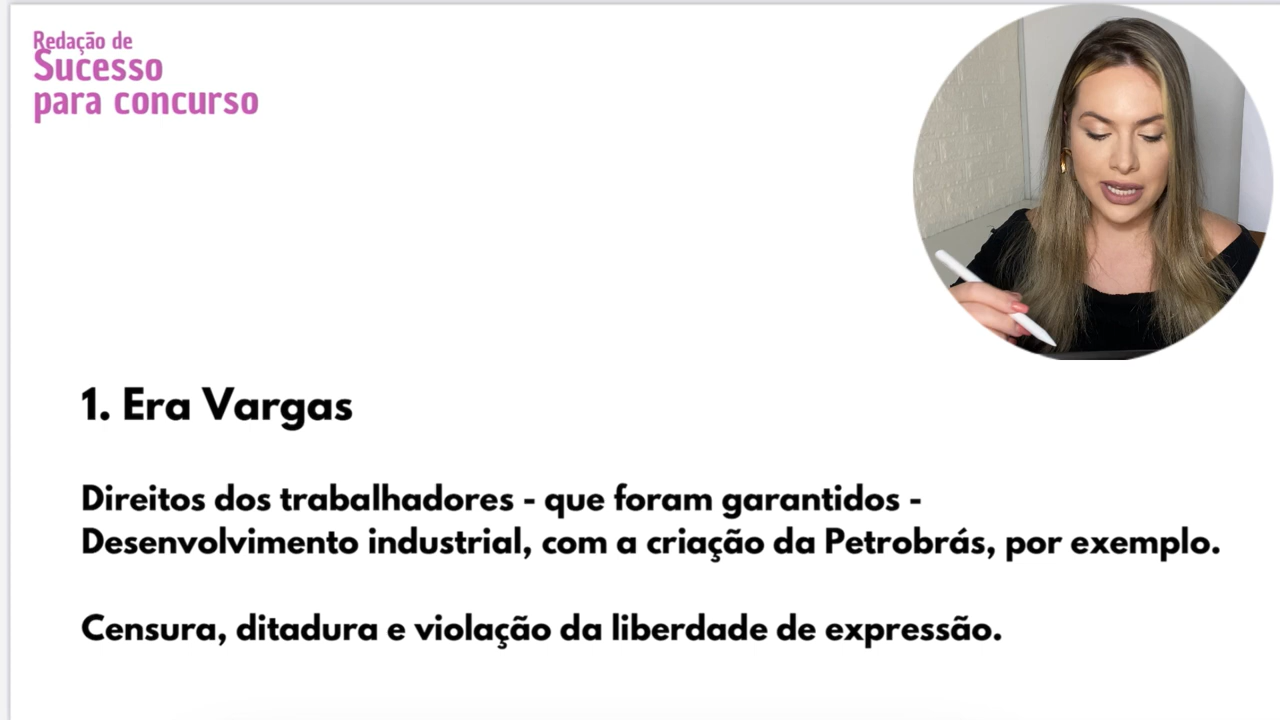 Redação de
Sucesso
para concurso
1. Era Vargas
Direitos dos trabalhadores - que foram garantidos -
Desenvolvimento industrial, com a criação da Petrobrás, por exemplo.
Censura, ditadura e violação da liberdade de expressão.